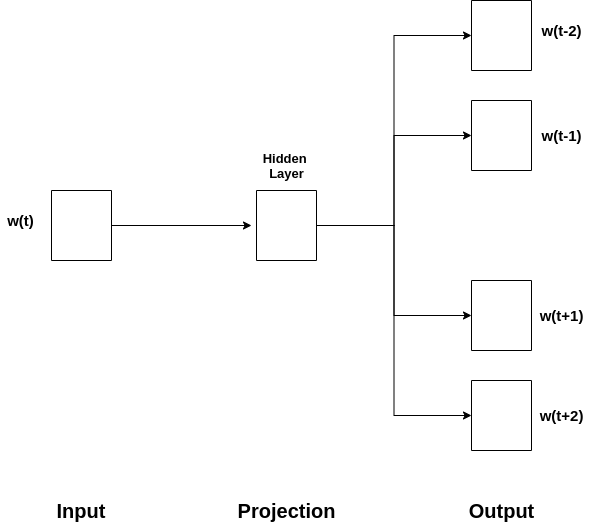 w(t-2)
w(t-1)
Hidden
Layer
w(t)
w(t+1)
w(t+2)
Input
Projection
Output